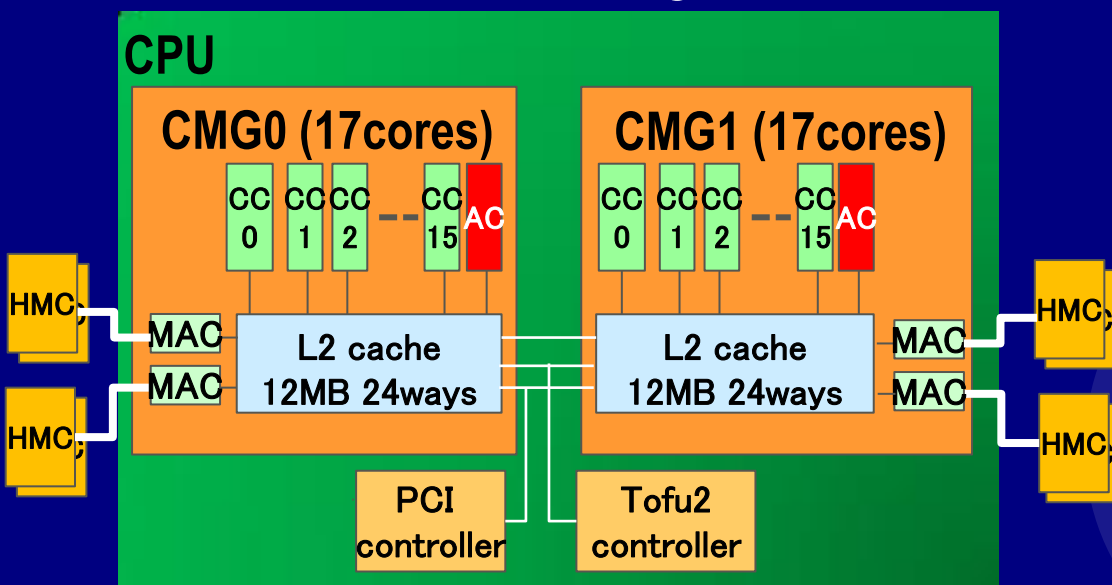 CPU
CMG0 (17cores)
CC
0
CC
1
CC
2
CC
15
AC
CMG1 (17cores)
CC
0
CC
1
CC
2
CC
15
AC
HMC
HMC
MAC
MAC
L2 cache
12MB 24ways
L2 cache
12MB 24ways
MAC
MAC
HMC
HMC
PCI
controller
Tofu2
controller